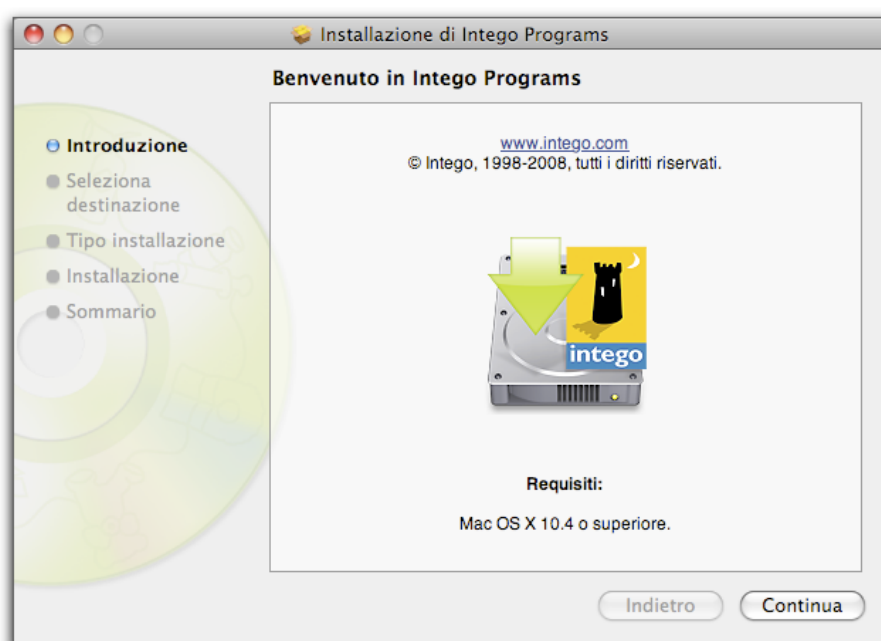 Installazione di Intego Programs
Benvenuto in Intego Programs
Introduzione
Seleziona
destinazione
Tipo installazione
Installazione
Sommario
www.intego.com
© Intego, 1998-2008, tutti i diritti riservati.
intego
Requisiti:
Mac OS X 10.4 o superiore.
Indietro
Continua